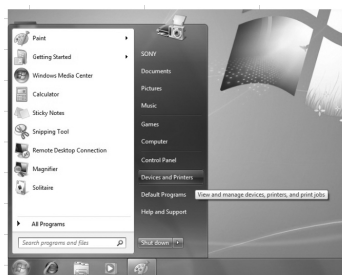 Paint
Getting Started
Windows Media Center
Calculator
Sticky Notes
Snipping Tool
Remote Desktop Connection
Magnifier
Solitaire
All Programs
Search programs and files
SONY
Documents
Pictures
Music
Games
Computer
Control Panel
Devices and Printers
Default Programs
Help and Support
Shut down
View and manage devices, printers, and print jobs